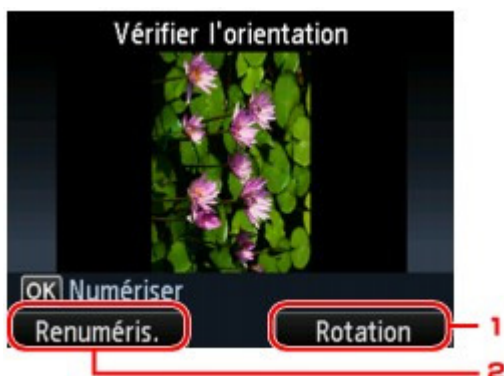 Vérifier l'orientation
OK Numériser
Renuméris. Rotation
1
2